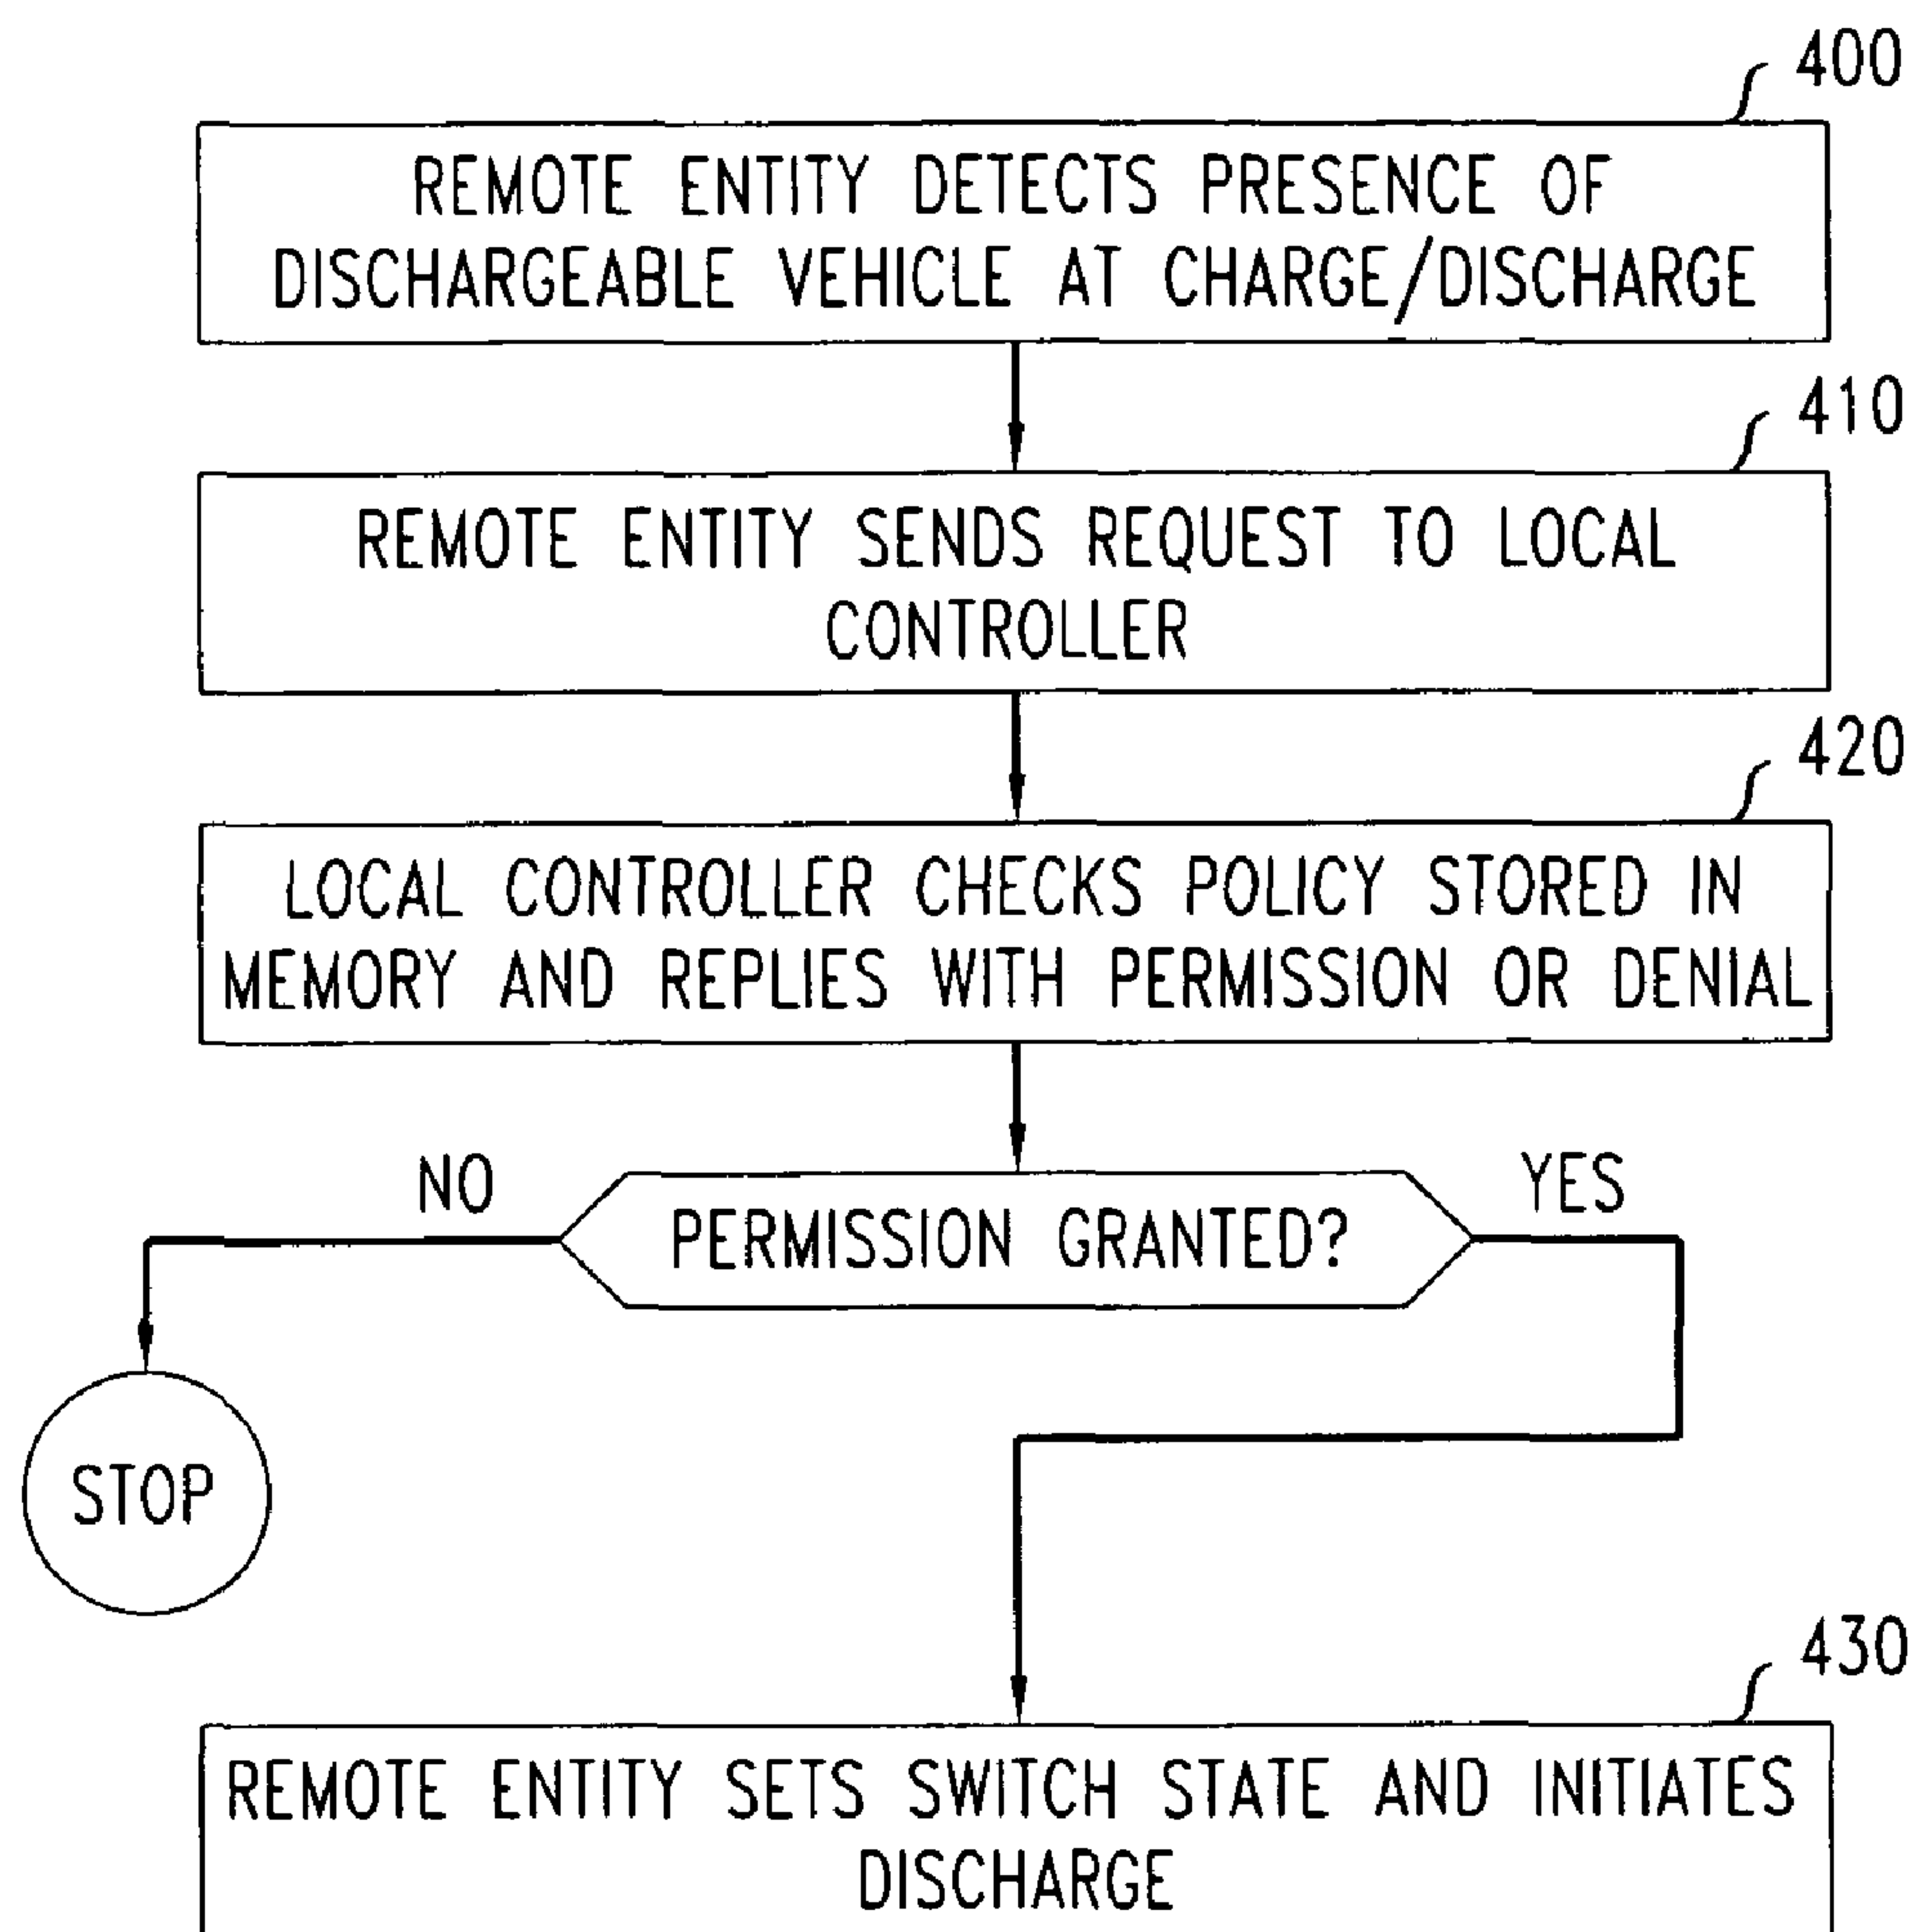 400
REMOTE ENTITY DETECTS PRESENCE OF
DISCHARGEABLE VEHICLE AT CHARGE/DISCHARGE
410
REMOTE ENTITY SENDS REQUEST TO LOCAL
CONTROLLER
420
LOCAL CONTROLLER CHECKS POLICY STORED IN
MEMORY AND REPLIES WITH PERMISSION OR DENIAL
NO
YES
PERMISSION GRANTED?
STOP
430
REMOTE ENTITY SETS SWITCH STATE AND INITIATES
DISCHARGE